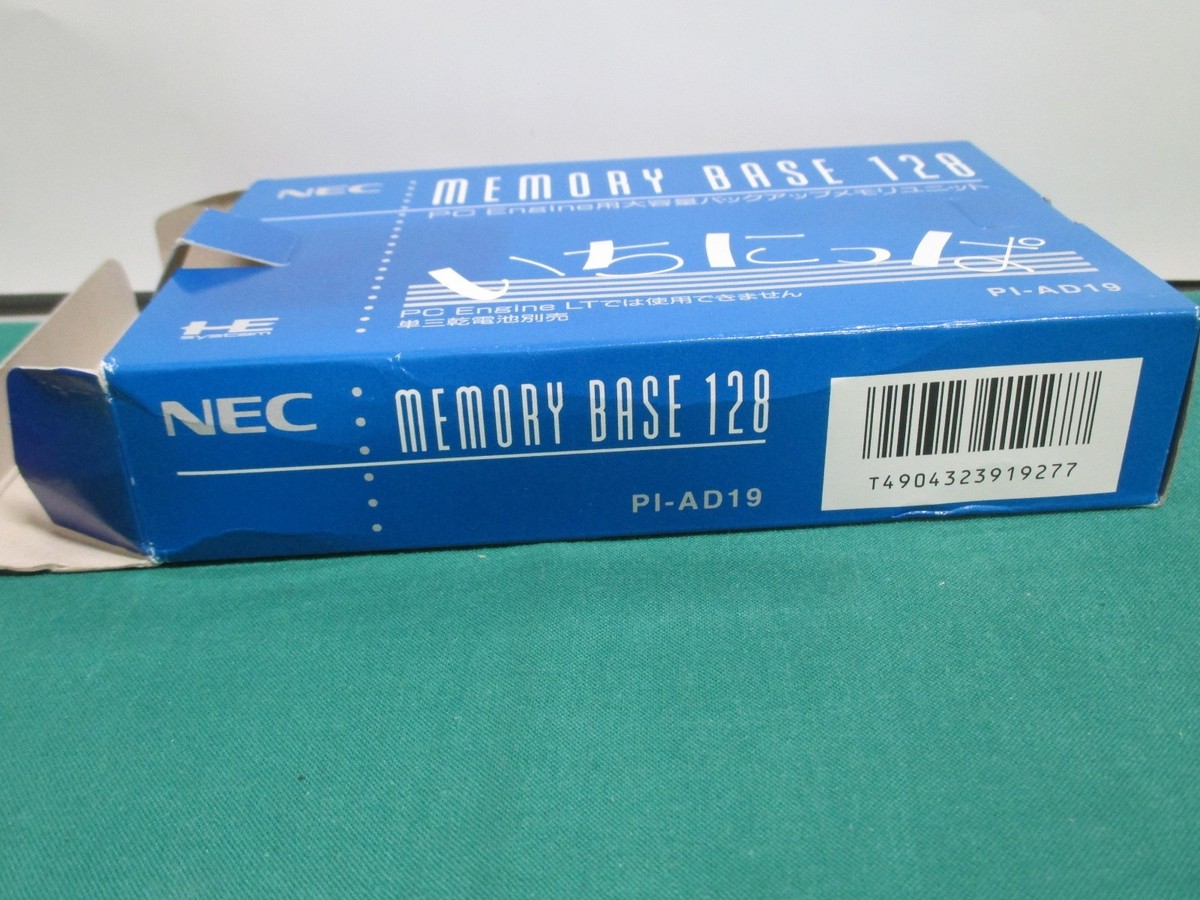 NEC
MEMORY BASE 128
PC Engine用大容量バックアップメモリユニット
いちにっぱ
PC Engine LTでは使用できません
単三乾電池別売
PI-AD19
HE
SYSTEM
NEC
MEMORY BASE 128
PI-AD19
T4904323919277